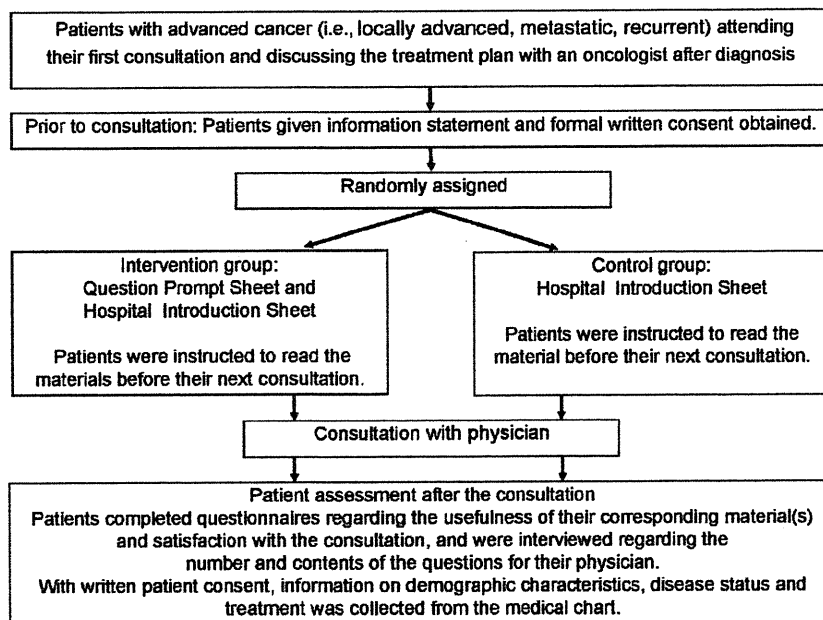 Patients with advanced cancer (i.e., locally advanced, metastatic, recurrent) attending
their first consultation and discussing the treatment plan with an oncologist after diagnosis
Prior to consultation: Patients given information statement and formal written consent obtained.
Randomly assigned
Intervention group:
Question Prompt Sheet and
Hospital Introduction Sheet
Patients were instructed to read the
materials before their next consultation.
Control group:
Hospital Introduction Sheet
Patients were instructed to read the
material before their next consultation.
Consultation with physician
Patient assessment after the consultation
Patients completed questionnaires regarding the usefulness of their corresponding material(s)
and satisfaction with the consultation, and were interviewed regarding the
number and contents of the questions for their physician.
With written patient consent, information on demographic characteristics, disease status and
treatment was collected from the medical chart.